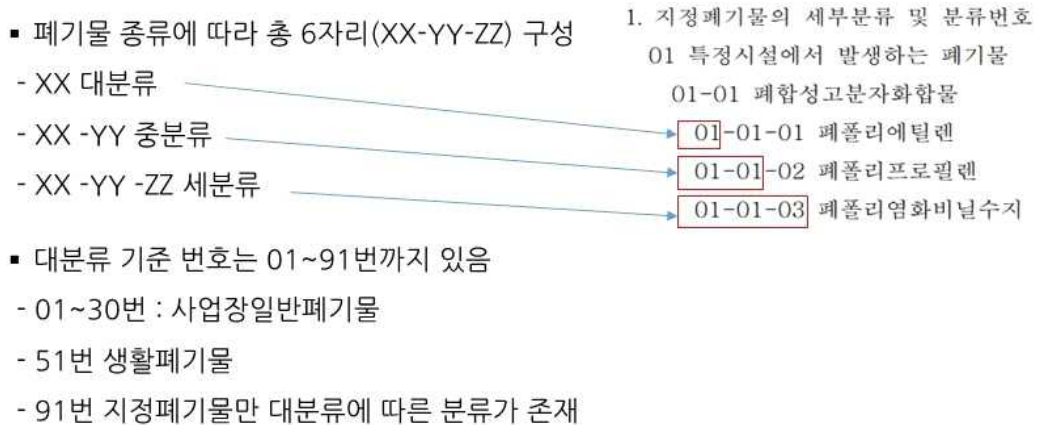 ▪ 폐기물 종류에 따라 총 6자리(XX-YY-ZZ) 구성
- XX 대분류
- XX -YY 중분류
- XX -YY -ZZ 세분류
1. 지정폐기물의 세부분류 및 분류번호
01 특정시설에서 발생하는 폐기물
01-01 폐합성고분자화합물
01-01-01 폐폴리에틸렌
01-01-02 폐폴리프로필렌
01-01-03 폐폴리염화비닐수지
▪ 대분류 기준 번호는 01~91번까지 있음
- 01~30번 : 사업장일반폐기물
- 51번 생활폐기물
- 91번 지정폐기물만 대분류에 따른 분류가 존재